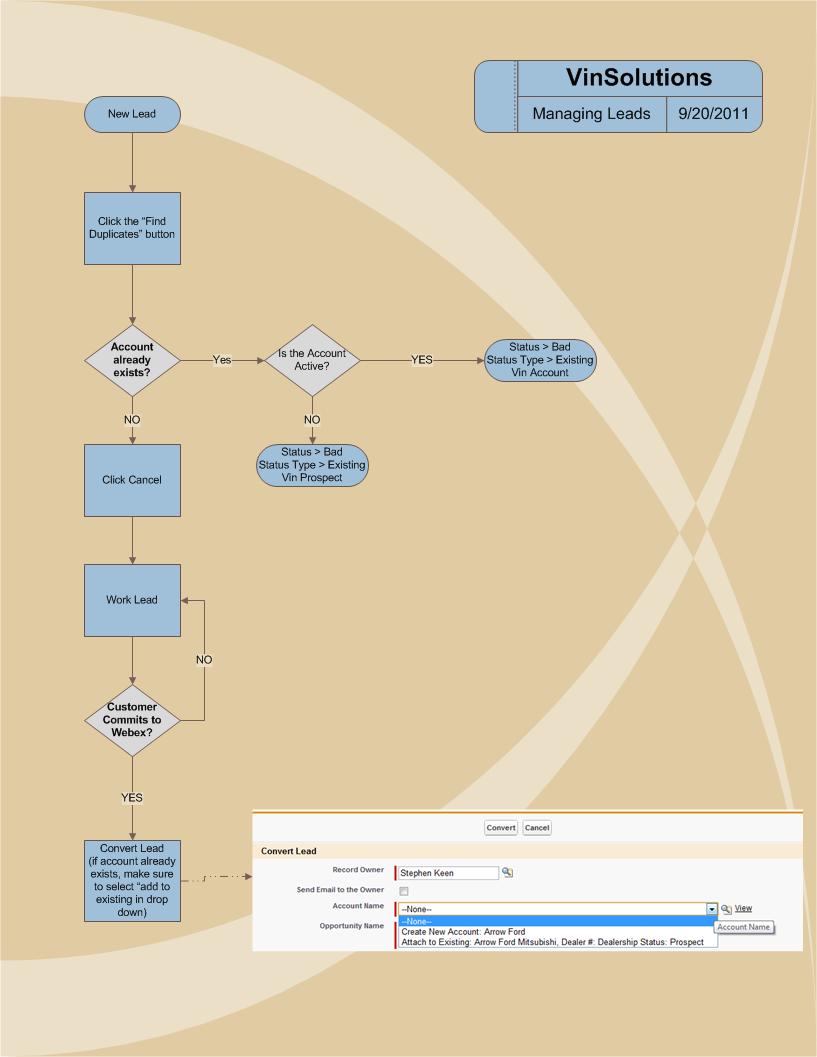 VinSolutions
Managing Leads
9/20/2011
New Lead
Click the “Find
Duplicates” button
Account
already
exists?
Yes
Is the Account
Active?
YES
Status > Bad
Status Type > Existing
Vin Account
NO
NO
Status > Bad
Status Type > Existing
Vin Prospect
Click Cancel
Work Lead
NO
Customer
Commits to
Webex?
YES
Convert Lead
(if account already
exists, make sure
to select “add to
existing in drop
down)
Convert
Cancel
Convert Lead
Record Owner
Stephen Keen
Send Email to the Owner
Account Name
--None--
View
--None--
Account Name
Opportunity Name
Create New Account: Arrow Ford
Attach to Existing: Arrow Ford Mitsubishi, Dealer #: Dealership Status: Prospect